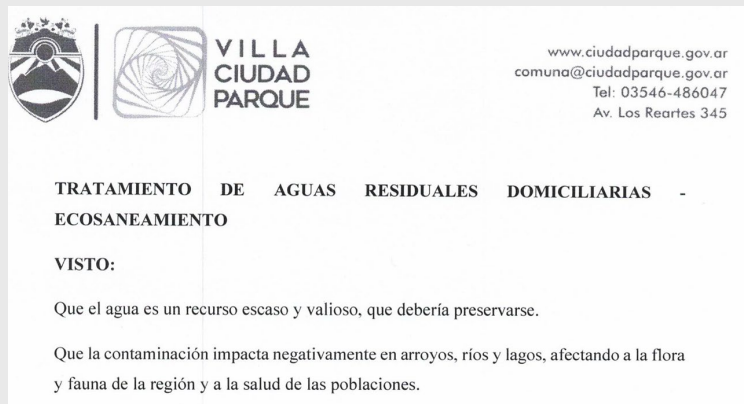 VILLA
CIUDAD
PARQUE
www.ciudadparque.gov.ar
comuna@ciudadparque.gov.ar
Tel: 03546-486047
Av. Los Reartes 345
TRATAMIENTO DE AGUAS RESIDUALES DOMICILIARIAS -
ECOSANEAMIENTO
VISTO:
Que el agua es un recurso escaso y valioso, que debería preservarse.
Que la contaminación impacta negativamente en arroyos, ríos y lagos, afectando a la flora
y fauna de la región y a la salud de las poblaciones.